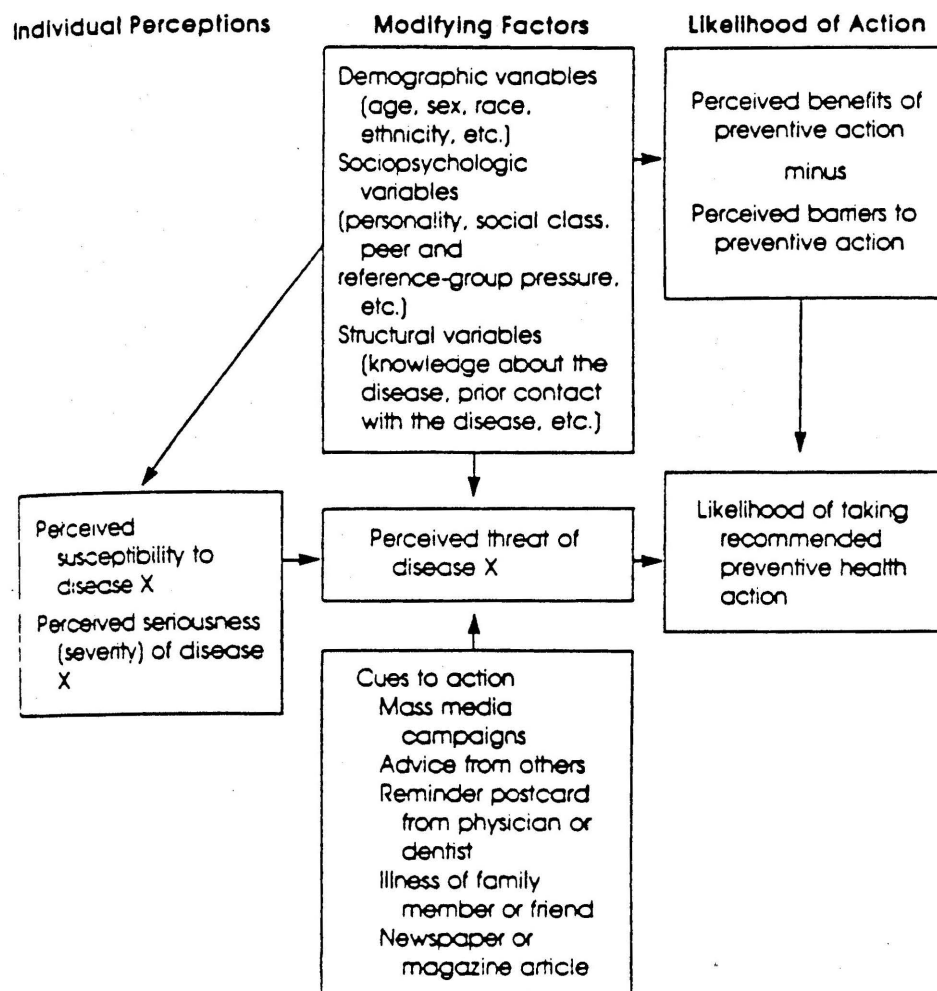 Individual Perceptions
Modifying Factors
Likelihood of Action
Demographic variables
(age, sex, race,
ethnicity, etc.)
Sociopsychologic
variables
(personality, social class,
peer and
reference-group pressure,
etc.)
Structural variables
(knowledge about the
disease, prior contact
with the disease, etc.)
Perceived benefits of
preventive action
minus
Perceived barriers to
preventive action
Perceived
susceptibility to
disease X
Perceived seriousness
(severity) of disease
X
Perceived threat of
disease X
Likelihood of taking
recommended
preventive health
action
Cues to action
Mass media
campaigns
Advice from others
Reminder postcard
from physician or
dentist
Illness of family
member or friend
Newspaper or
magazine article